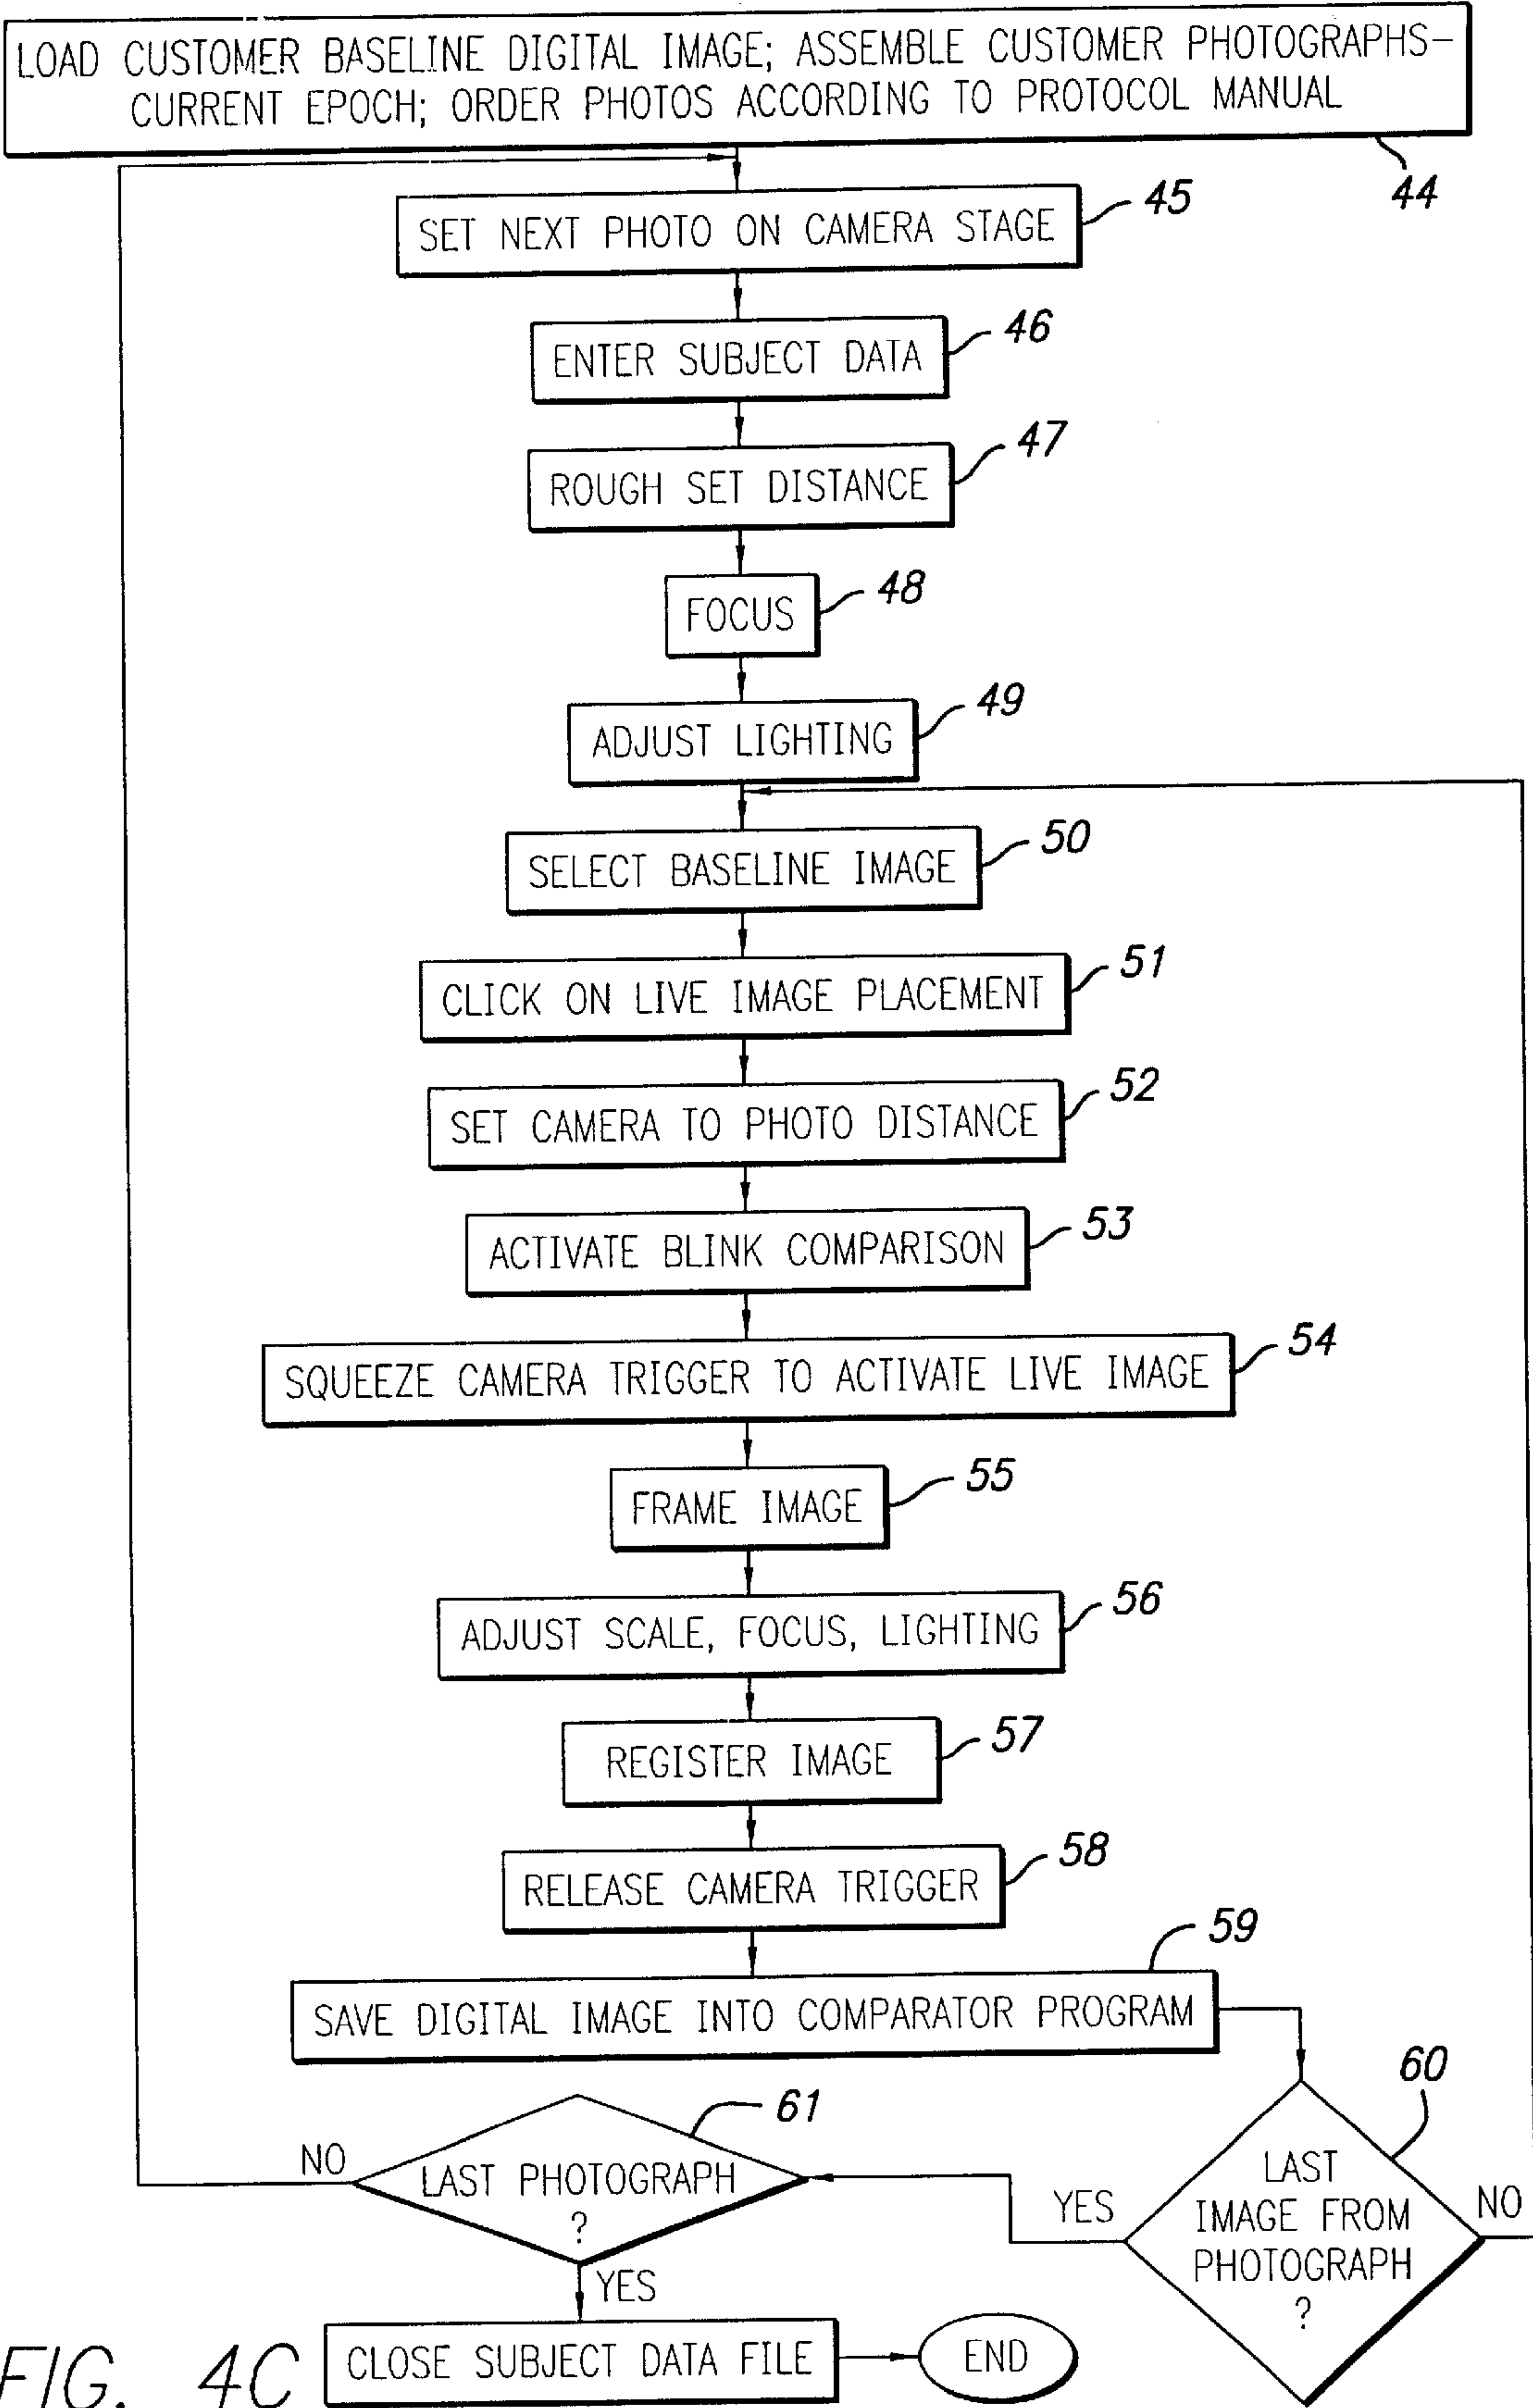 LOAD CUSTOMER BASELINE DIGITAL IMAGE; ASSEMBLE CUSTOMER PHOTOGRAPHS-
CURRENT EPOCH; ORDER PHOTOS ACCORDING TO PROTOCOL MANUAL
44
SET NEXT PHOTO ON CAMERA STAGE
45
ENTER SUBJECT DATA
46
ROUGH SET DISTANCE
47
FOCUS
48
ADJUST LIGHTING
49
SELECT BASELINE IMAGE
50
CLICK ON LIVE IMAGE PLACEMENT
51
SET CAMERA TO PHOTO DISTANCE
52
ACTIVATE BLINK COMPARISON
53
SQUEEZE CAMERA TRIGGER TO ACTIVATE LIVE IMAGE
54
FRAME IMAGE
55
ADJUST SCALE, FOCUS, LIGHTING
56
REGISTER IMAGE
57
RELEASE CAMERA TRIGGER
58
SAVE DIGITAL IMAGE INTO COMPARATOR PROGRAM
59
60
LAST
IMAGE FROM
PHOTOGRAPH
?
NO
YES
61
LAST PHOTOGRAPH
?
NO
YES
CLOSE SUBJECT DATA FILE
END
FIG. 4C